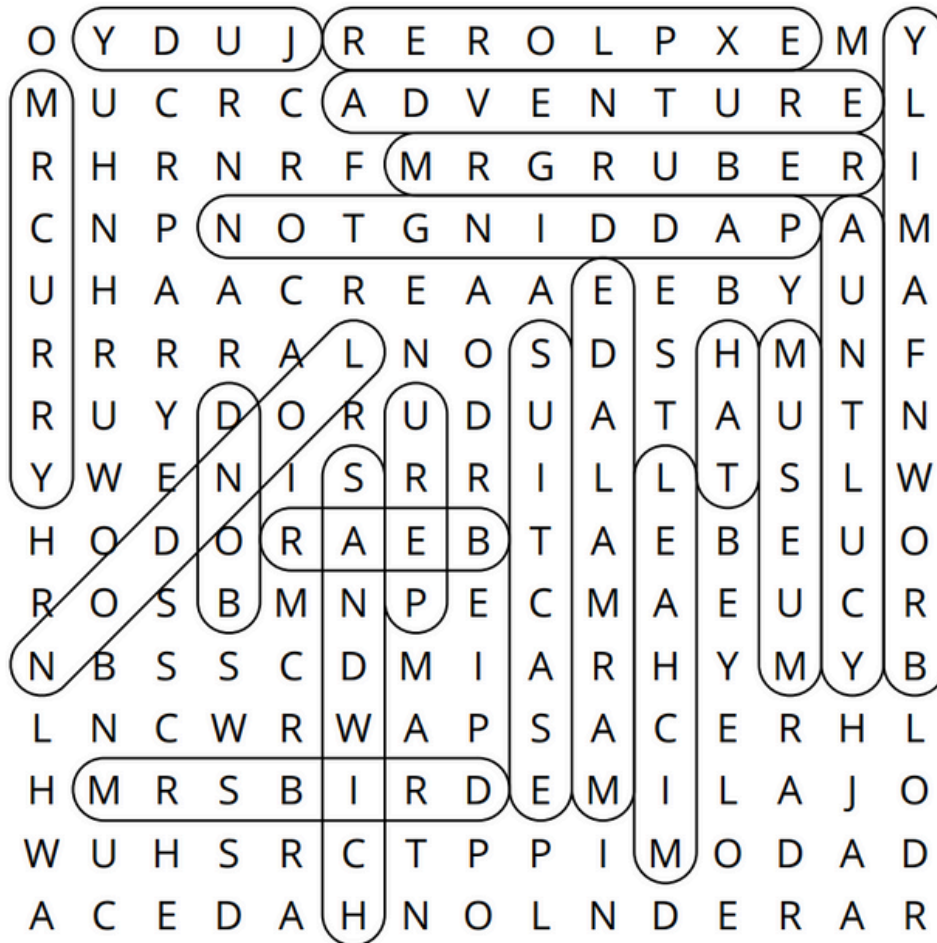 O Y D U J R E R O L P X E M Y
M U C R C A D V E N T U R E L
R H R N R F M R G R U B E R I
C N P N O T G N I D D A P A M
U H A A C R E A A E E B Y U A
R R R R A L N O S D S H M N F
R U Y D O R U D U A T A U T N
Y W E N I S R R I L L T S L W
H O D O R A E B T A E B E U O
R O S B M N P E C M A E U C R
N B S S C D M I A R H Y M Y B
L N C W R W A P S A C E R H L
H M R S B I R D E M I L A J O
W U H S R C T P P I M O D A D
A C E D A H N O L N D E R A R